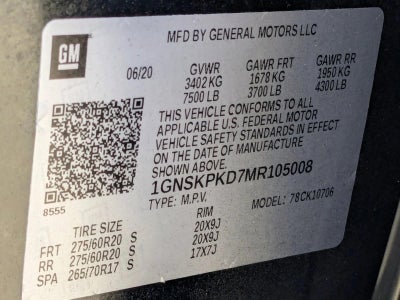 GM
MFD BY GENERAL MOTORS LLC
06/20 GVWR GAWR FRT GAWR RR
3402 KG 1678 KG 1950 KG
7500 LB 3700 LB 4300 LB
THIS VEHICLE CONFORMS TO ALL
APPLICABLE U.S. FEDERAL MOTOR
VEHICLE SAFETY STANDARDS IN EFFECT
ON THE DATE OF MANUFACTURE
SHOWN ABOVE.
1GNSKPKD7MR105008
8555 TYPE: M.P.V. MODEL: 78CK10706
TIRE SIZE RIM
FRT 275/60R20 S 20X9J
RR 275/60R20 S 20X9J
SPA 265/70R17 S 17X7J